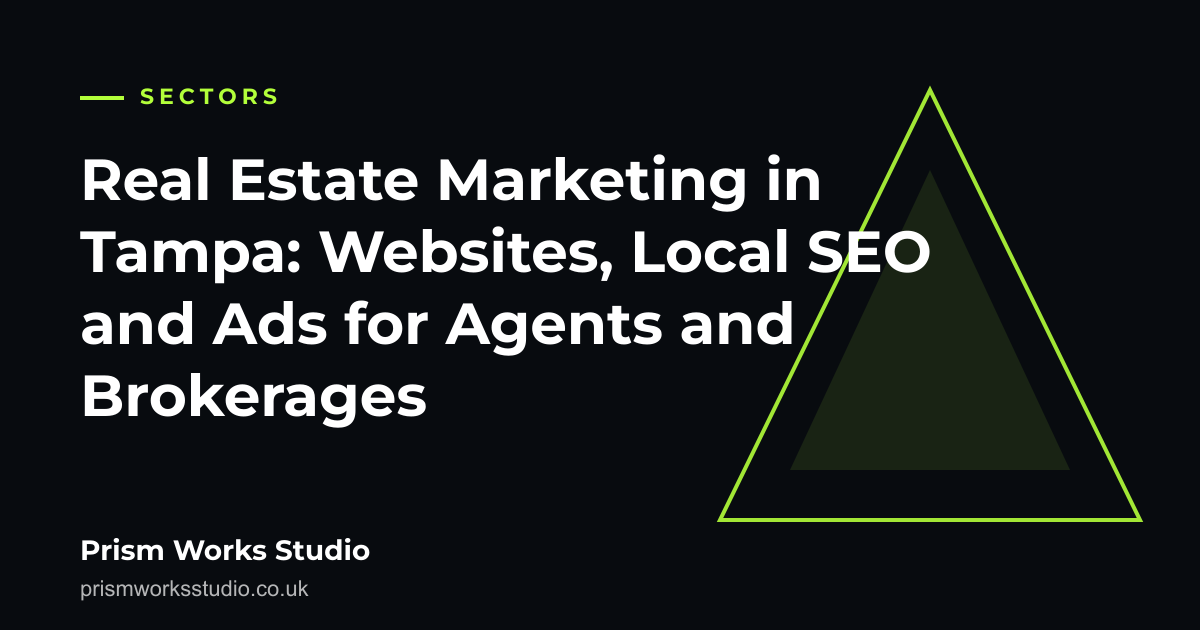 SECTORS
Real Estate Marketing in
Tampa: Websites, Local SEO
and Ads for Agents and
Brokerages
Prism Works Studio
prismworksstudio.co.uk